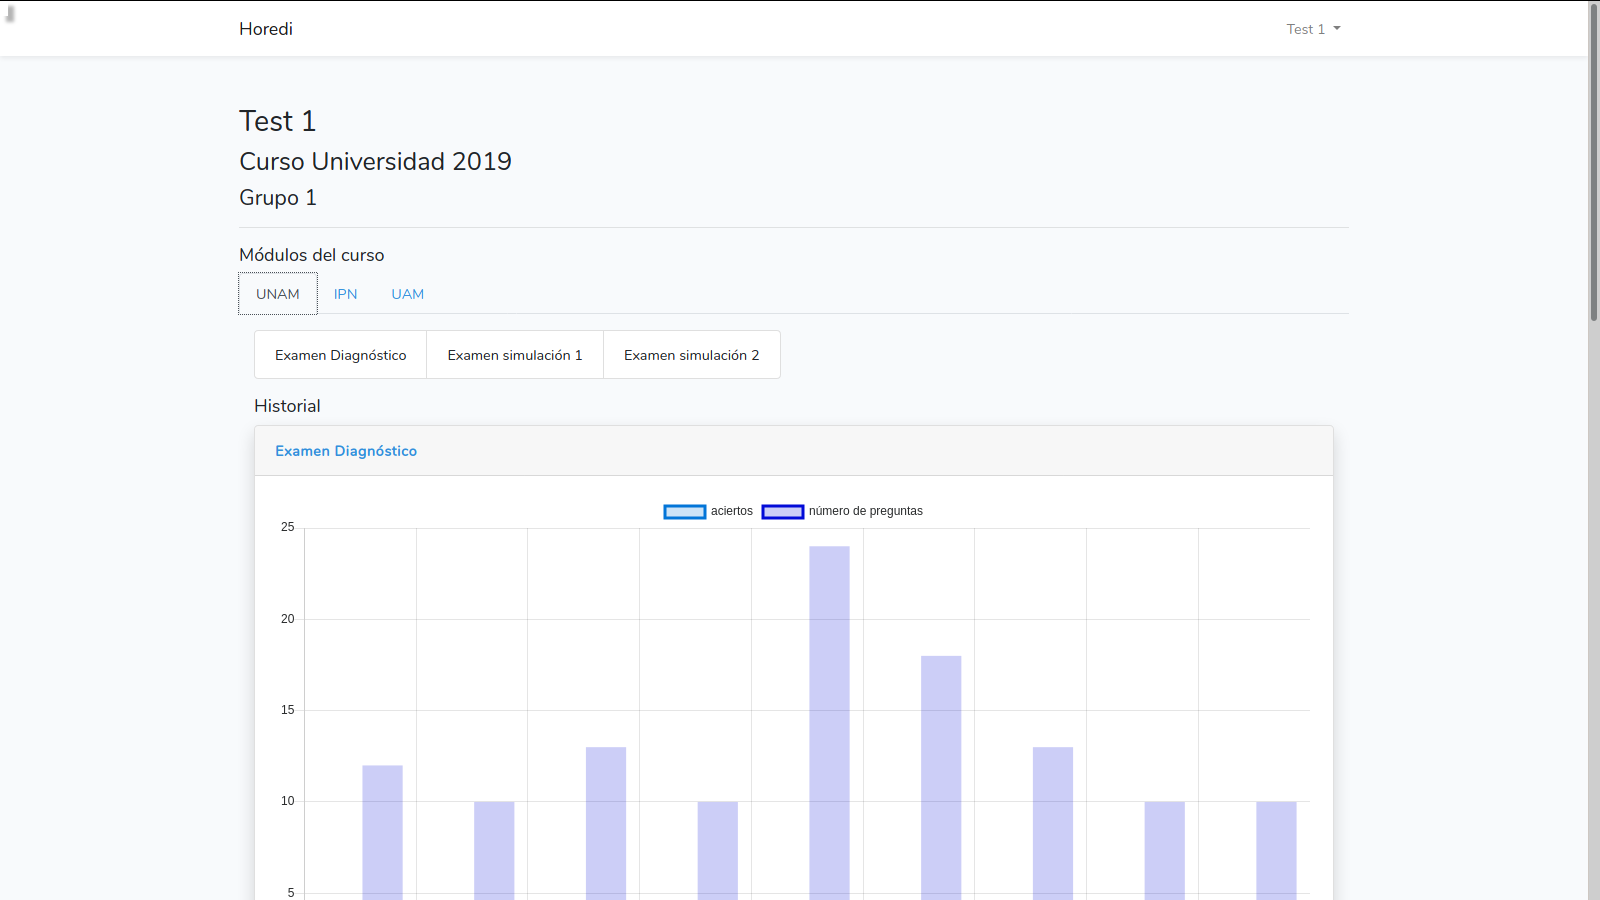 Horedi
Test 1
Test 1
Curso Universidad 2019
Grupo 1
Módulos del curso
UNAM IPN UAM
Examen Diagnóstico Examen simulación 1 Examen simulación 2
Historial
Examen Diagnóstico
aciertos número de preguntas
25
20
15
10
5